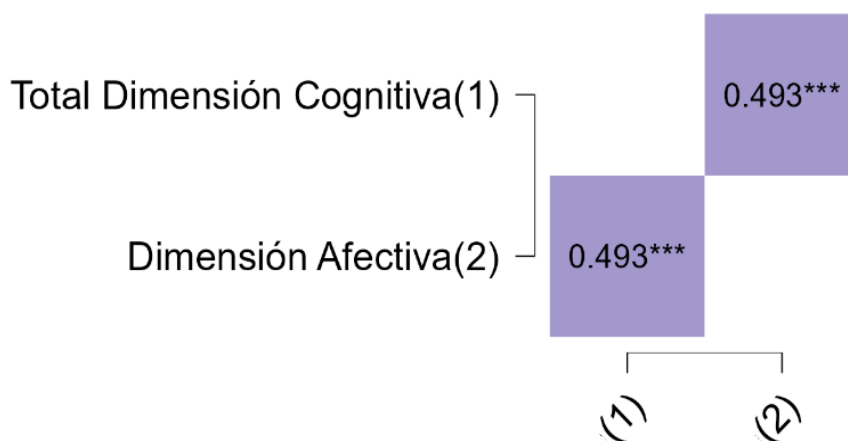 Total Dimensión Cognitiva(1)
0.493***
Dimensión Afectiva(2)
0.493***
(1)
(2)